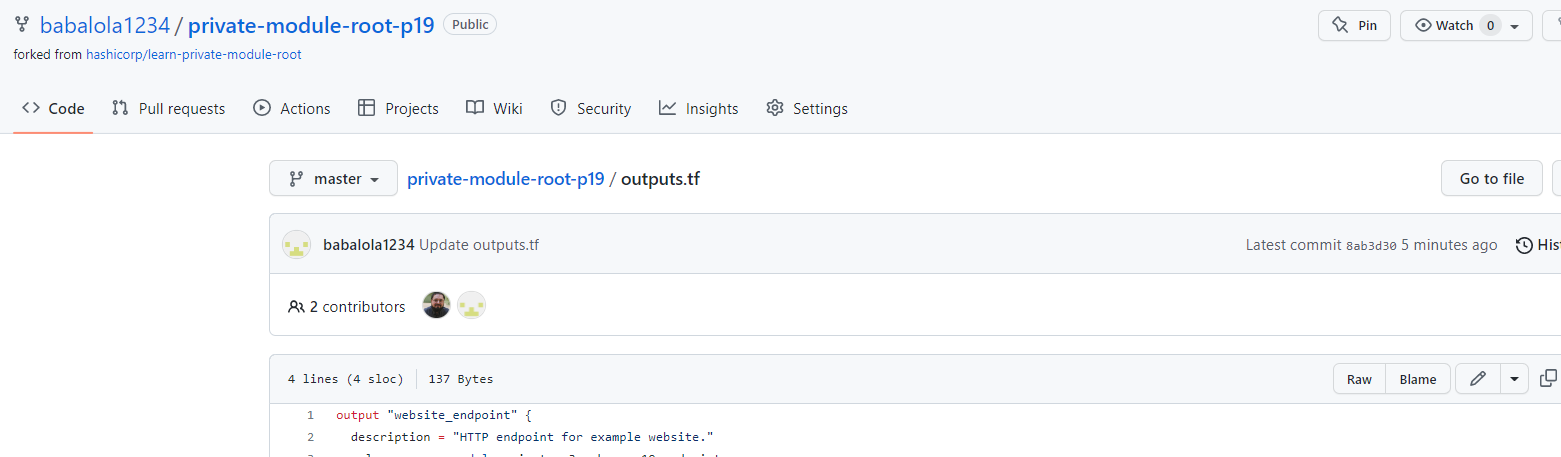 babalola1234 / private-module-root-p19 Public Pin Watch 0
forked from hashicorp/learn-private-module-root
Code Pull requests Actions Projects Wiki Security Insights Settings
master private-module-root-p19 / outputs.tf Go to file
babalola1234 Update outputs.tf Latest commit 8ab3d30 5 minutes ago
2 contributors
4 lines (4 sloc) 137 Bytes Raw Blame
1 output "website_endpoint" {
2 description = "HTTP endpoint for example website."